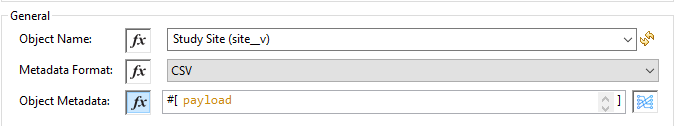 General
Object Name: fx Study Site (site__v)
Metadata Format: fx CSV
Object Metadata: fx #[ payload ]